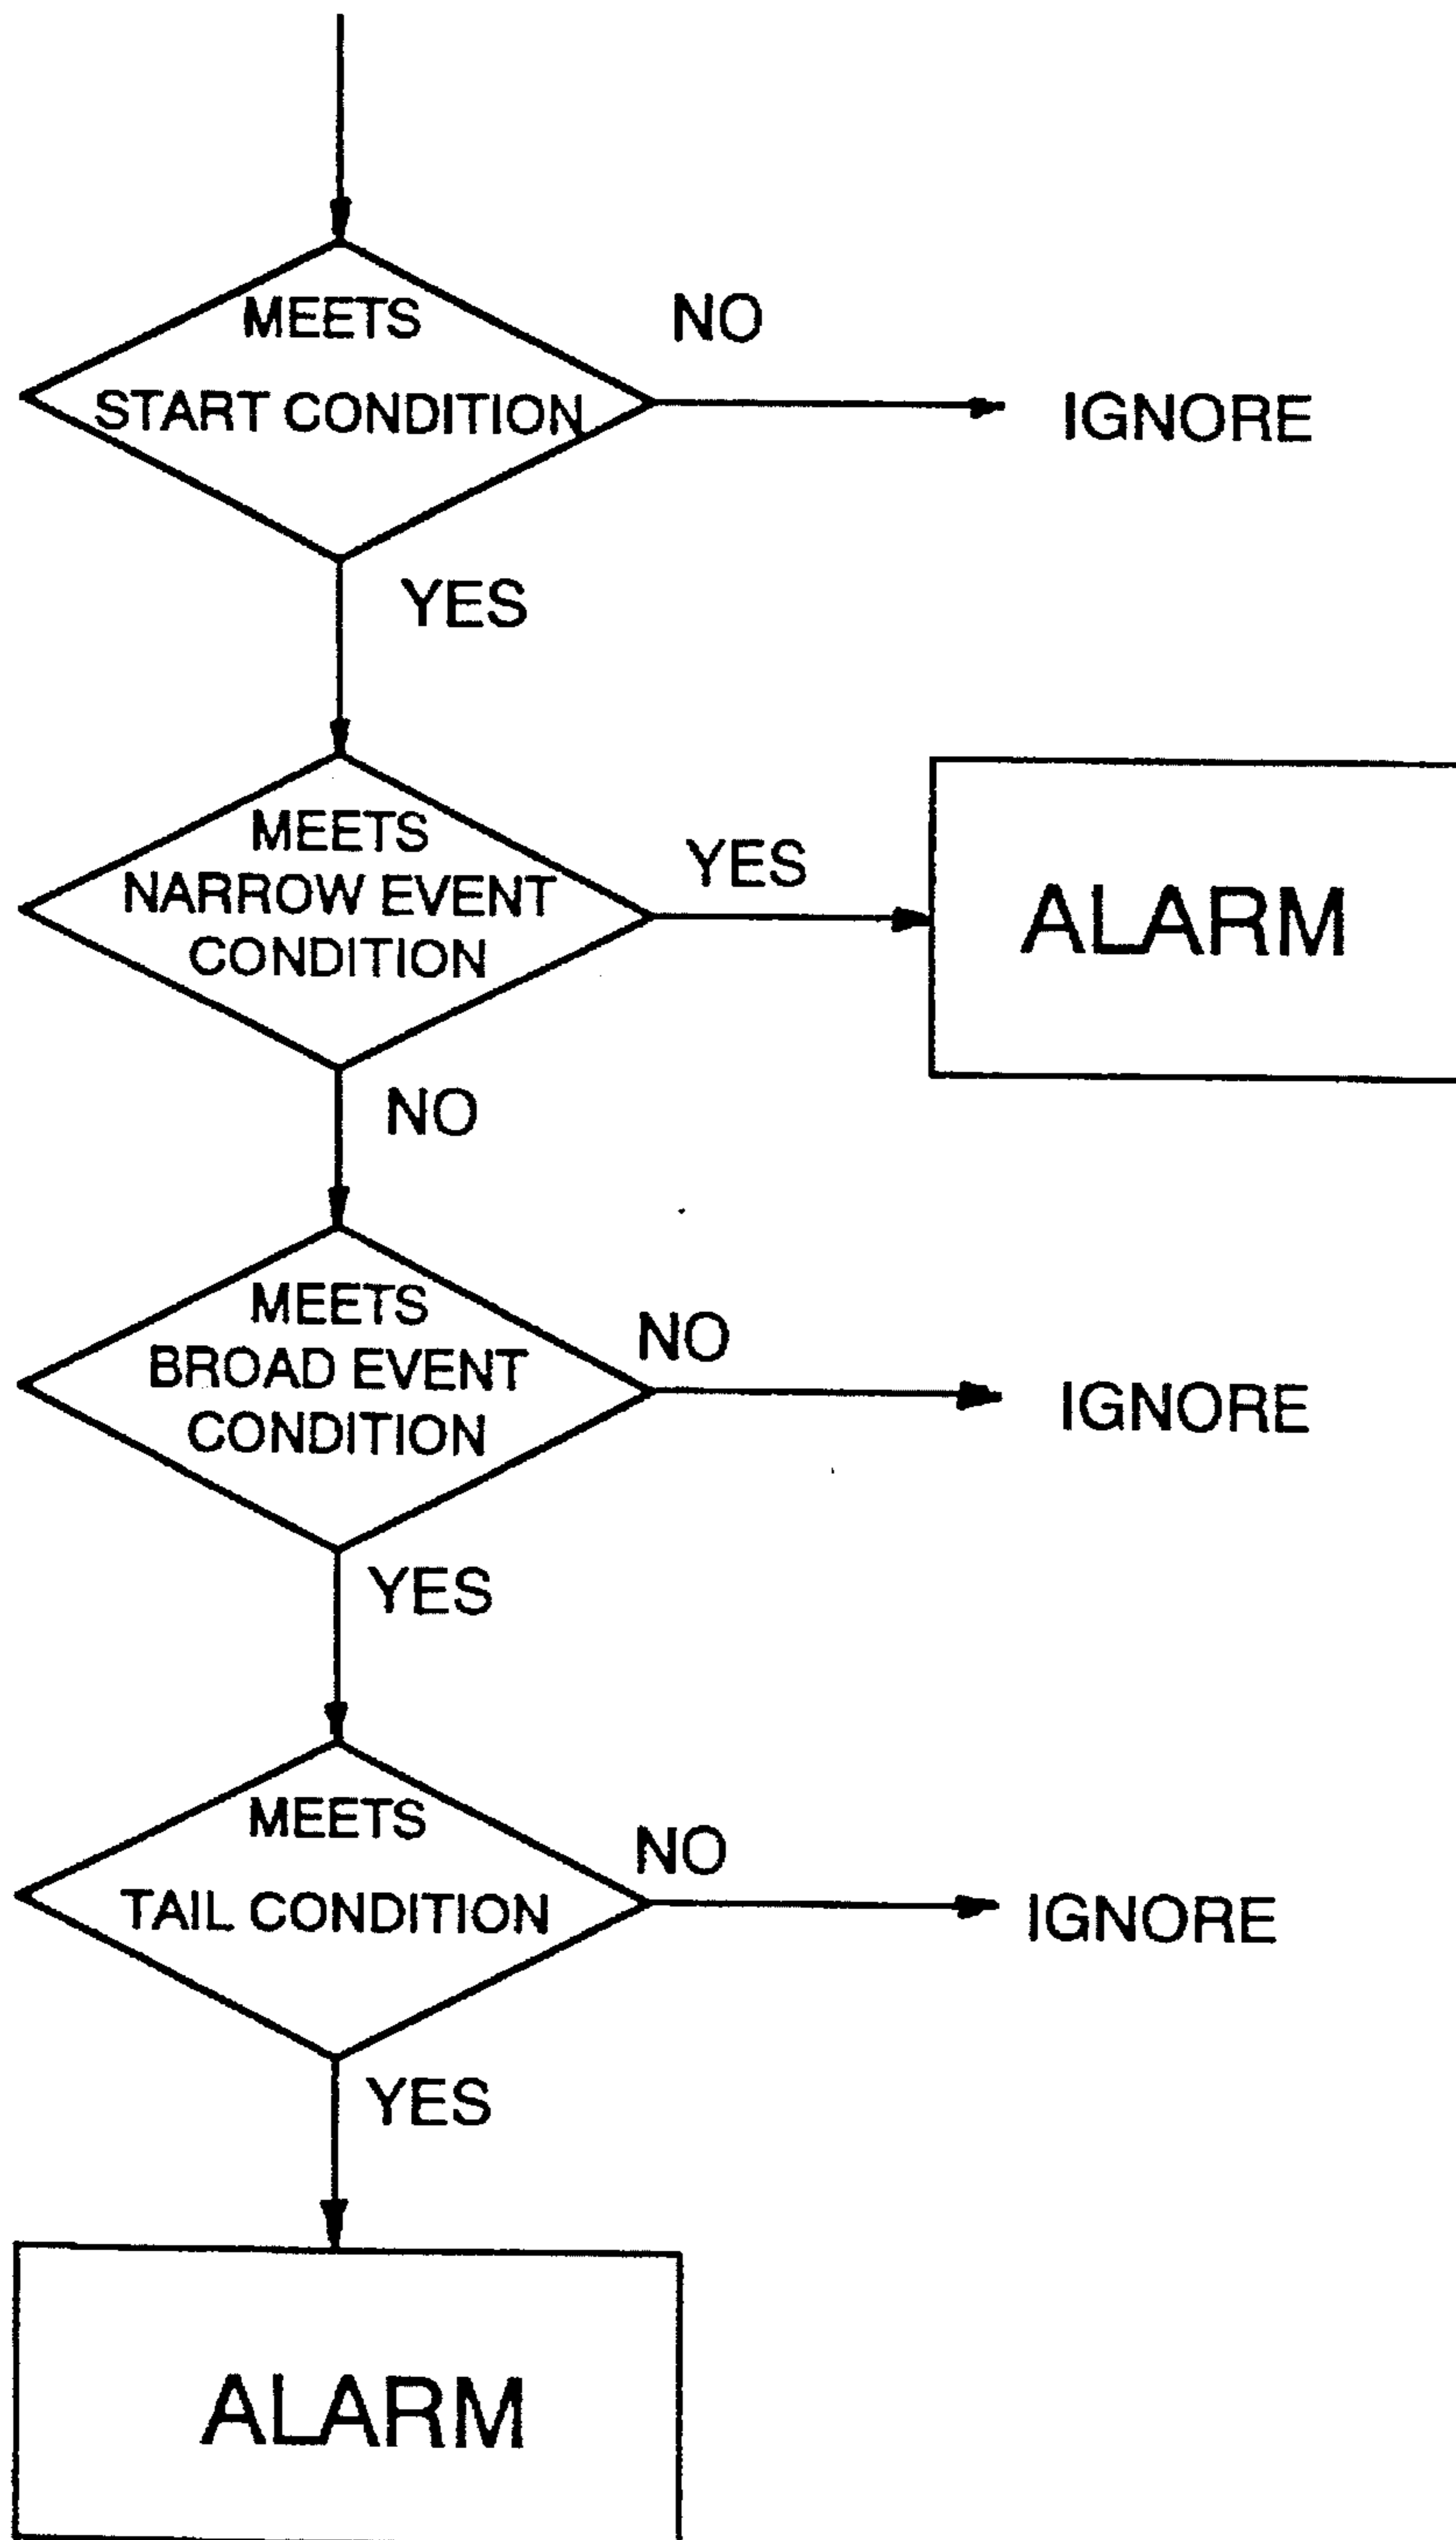 MEETS
START CONDITION
NO
IGNORE
YES
MEETS
NARROW EVENT
CONDITION
YES
ALARM
NO
MEETS
BROAD EVENT
CONDITION
NO
IGNORE
YES
MEETS
TAIL CONDITION
NO
IGNORE
YES
ALARM